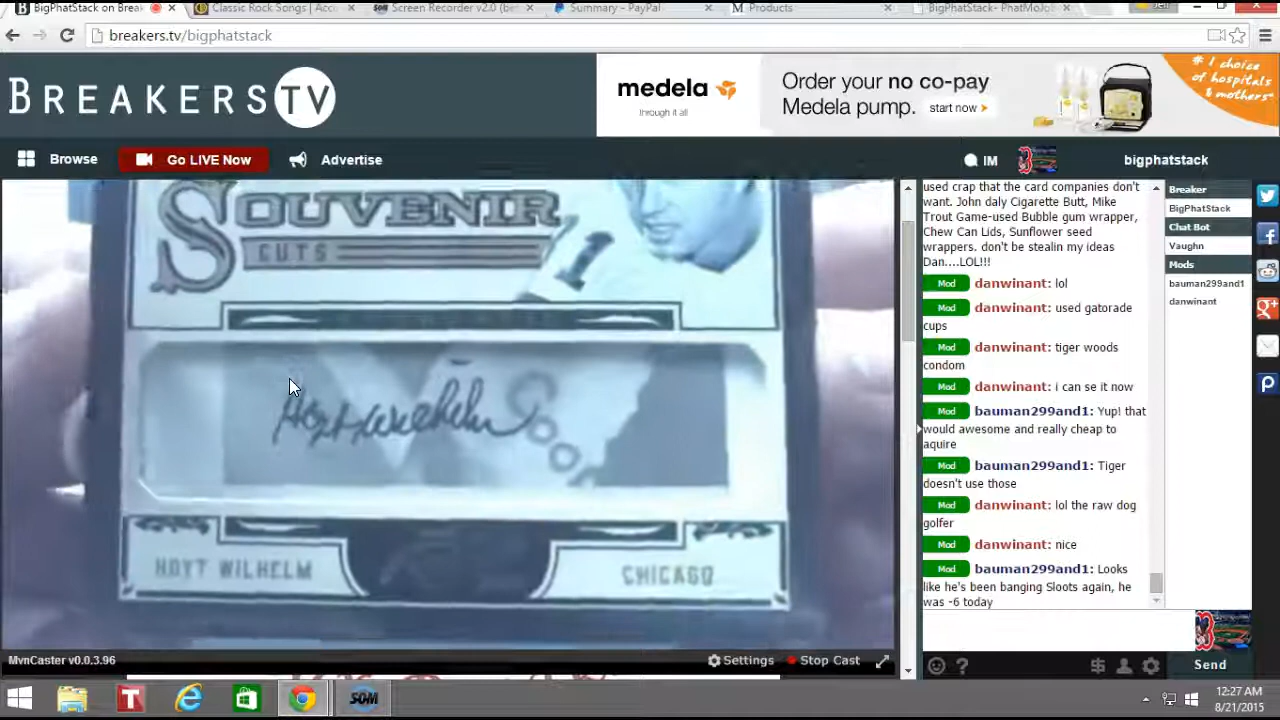 BigPhatStack on Break
Classic Rock Songs | Accu
SOM Screen Recorder v2.0 (be
Summary - PayPal
Products
BigPhatStack- PhatMoJo
breakers.tv/bigphatstack
BREAKERS TV
medela
through it all
Order your no co-pay
Medela pump. start now >
# 1 choice
of hospitals
& mothers*
Browse
Go LIVE Now
Advertise
IM
bigphatstack
SOUVENIR
CUTS
HOYT WILHELM
CHICAGO
MvnCaster v0.0.3.96
Settings
Stop Cast
used crap that the card companies don't
want. John daly Cigarette Butt, Mike
Trout Game-used Bubble gum wrapper,
Chew Can Lids, Sunflower seed
wrappers. don't be stealin my ideas
Dan....LOL!!!
Mod danwinant: lol
Mod danwinant: used gatorade
cups
Mod danwinant: tiger woods
condom
Mod danwinant: i can se it now
Mod bauman299and1: Yup! that
would awesome and really cheap to
aquire
Mod bauman299and1: Tiger
doesn't use those
Mod danwinant: lol the raw dog
golfer
Mod danwinant: nice
Mod bauman299and1: Looks
like he's been banging Sloots again, he
was -6 today
Breaker
BigPhatStack
Chat Bot
Vaughn
Mods
bauman299and1
danwinant
Send
SOM
12:27 AM
8/21/2015